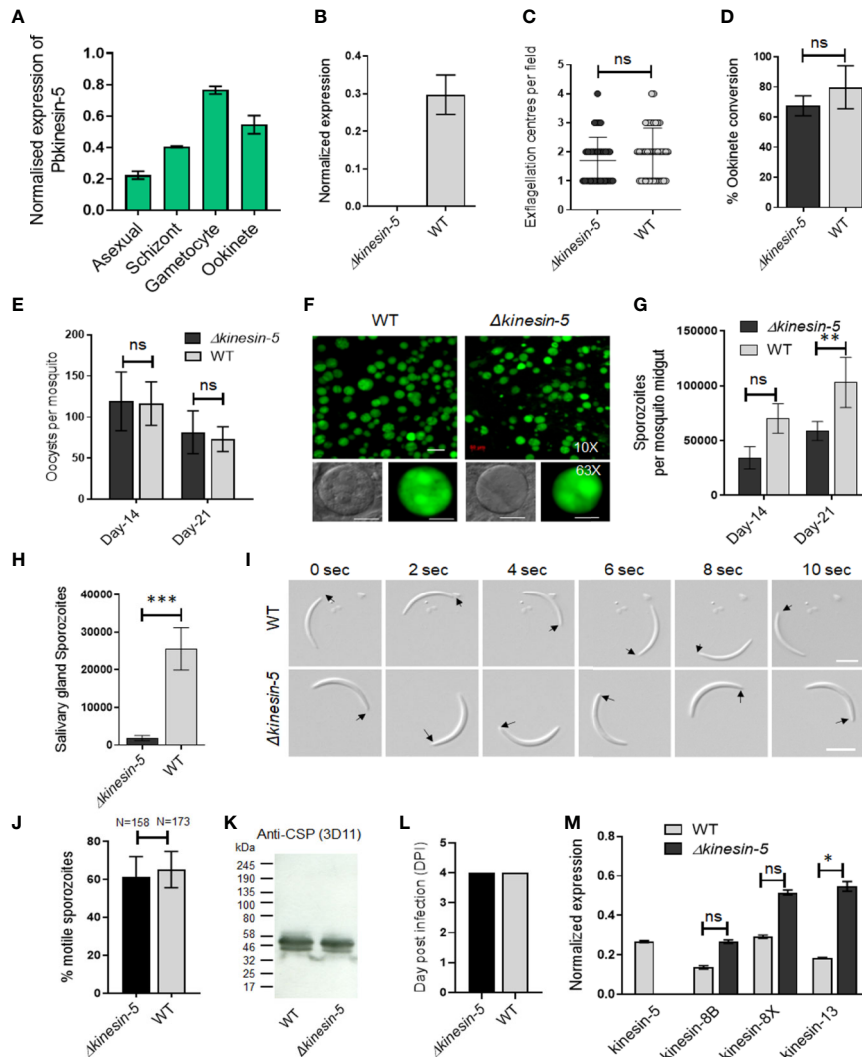 A
Normalised expression of
Pbkinesin-5
1.0
0.8
0.6
0.4
0.2
0.0
Asexual
Schizont
Gametocyte
Ookinete
B
Normalized expression
0.4
0.3
0.2
0.1
0.0
Δkinesin-5
WT
C
Exflagellation centres per field
ns
5
4
3
2
1
0
Δkinesin-5
WT
D
% Ookinete conversion
ns
100
80
60
40
20
0
Δkinesin-5
WT
E
Oocysts per mosquito
Δkinesin-5
WT
ns
ns
200
150
100
50
0
Day-14
Day-21
F
WT
Δkinesin-5
10X
63X
G
Sporozoites
per mosquito midgut
Δkinesin-5
WT
ns
**
150000
100000
50000
0
Day-14
Day-21
H
Salivary gland Sporozoites
***
40000
30000
20000
10000
0
Δkinesin-5
WT
I
0 sec
2 sec
4 sec
6 sec
8 sec
10 sec
WT
Δkinesin-5
J
% motile sporozoites
N=158
N=173
80
60
40
20
0
Δkinesin-5
WT
K
Anti-CSP (3D11)
kDa
245
190
135
100
80
58
46
32
25
17
WT
Δkinesin-5
L
Day post infection (DPI)
5
4
3
2
1
0
Δkinesin-5
WT
M
Normalized expression
WT
Δkinesin-5
ns
ns
*
0.6
0.4
0.2
0.0
kinesin-5
kinesin-8B
kinesin-8X
kinesin-13